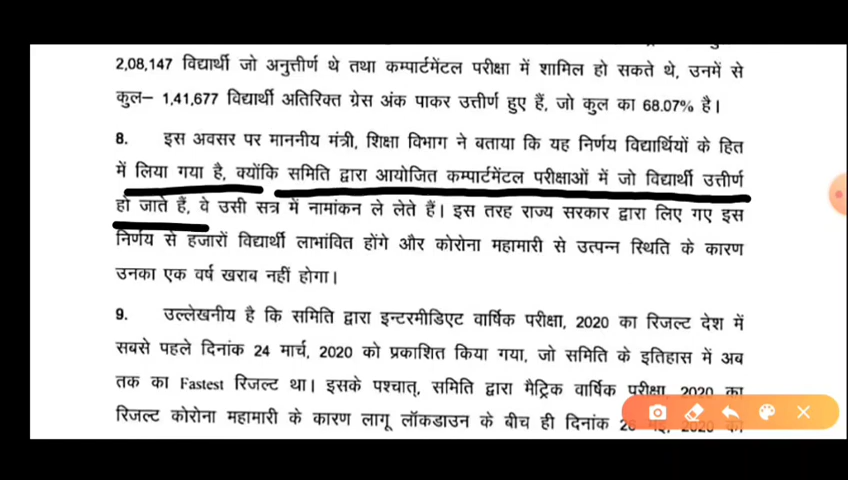 2,08,147 विद्यार्थी जो अनुत्तीर्ण थे तथा कम्पार्टमेंटल परीक्षा में शामिल हो सकते थे, उनमें से
कुल– 1,41,677 विद्यार्थी अतिरिक्त ग्रेस अंक पाकर उत्तीर्ण हुए हैं, जो कुल का 68.07% है।
8. इस अवसर पर माननीय मंत्री, शिक्षा विभाग ने बताया कि यह निर्णय विद्यार्थियों के हित
में लिया गया है, क्योंकि समिति द्वारा आयोजित कम्पार्टमेंटल परीक्षाओं में जो विद्यार्थी उत्तीर्ण
हो जाते हैं, वे उसी सत्र में नामांकन ले लेते हैं। इस तरह राज्य सरकार द्वारा लिए गए इस
निर्णय से हजारों विद्यार्थी लाभांवित होंगे और कोरोना महामारी से उत्पन्न स्थिति के कारण
उनका एक वर्ष खराब नहीं होगा।
9. उल्लेखनीय है कि समिति द्वारा इन्टरमीडिएट वार्षिक परीक्षा, 2020 का रिजल्ट देश में
सबसे पहले दिनांक 24 मार्च, 2020 को प्रकाशित किया गया, जो समिति के इतिहास में अब
तक का Fastest रिजल्ट था। इसके पश्चात्, समिति द्वारा मैट्रिक वार्षिक परीक्षा, 2020 का
रिजल्ट कोरोना महामारी के कारण लागू लॉकडाउन के बीच ही दिनांक